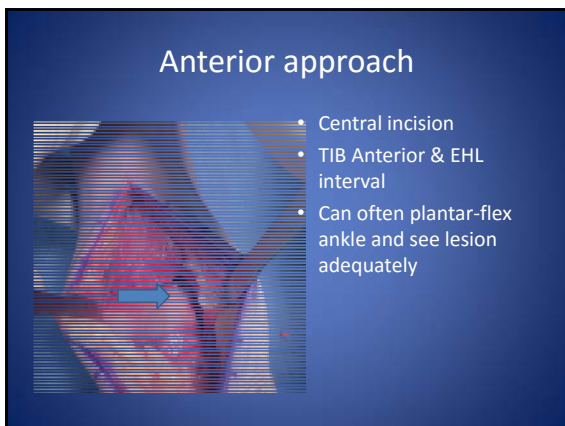 Anterior approach
• Central incision
• TIB Anterior & EHL
interval
• Can often plantar-flex
ankle and see lesion
adequately